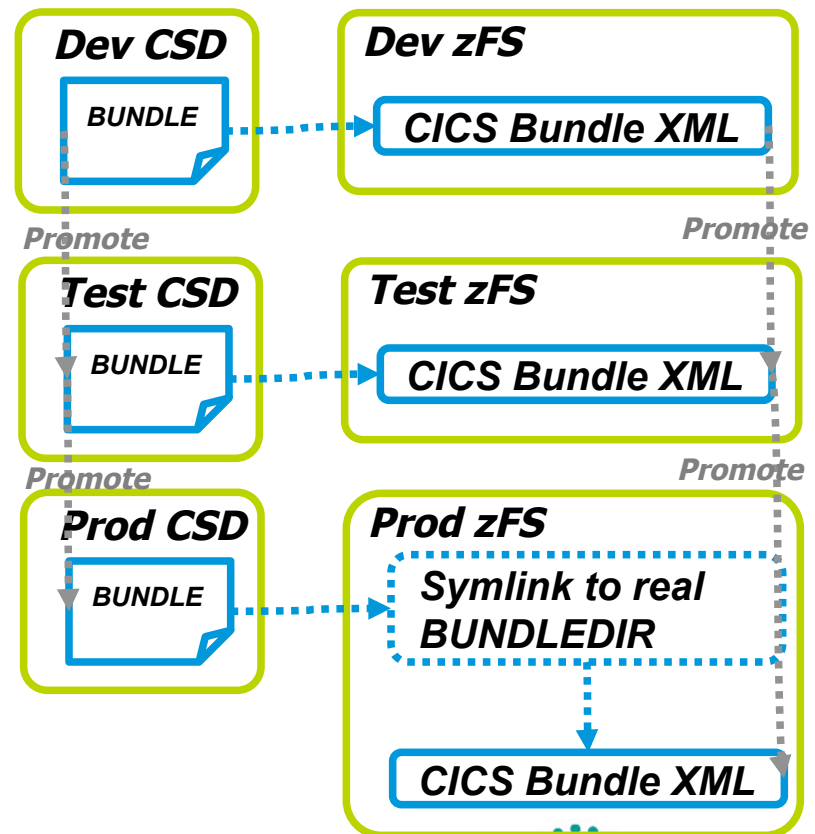 Dev CSD
BUNDLE
Dev zFS
CICS Bundle XML
Promote
Promote
Test CSD
BUNDLE
Test zFS
CICS Bundle XML
Promote
Promote
Prod CSD
BUNDLE
Prod zFS
Symlink to real
BUNDLEDIR
CICS Bundle XML